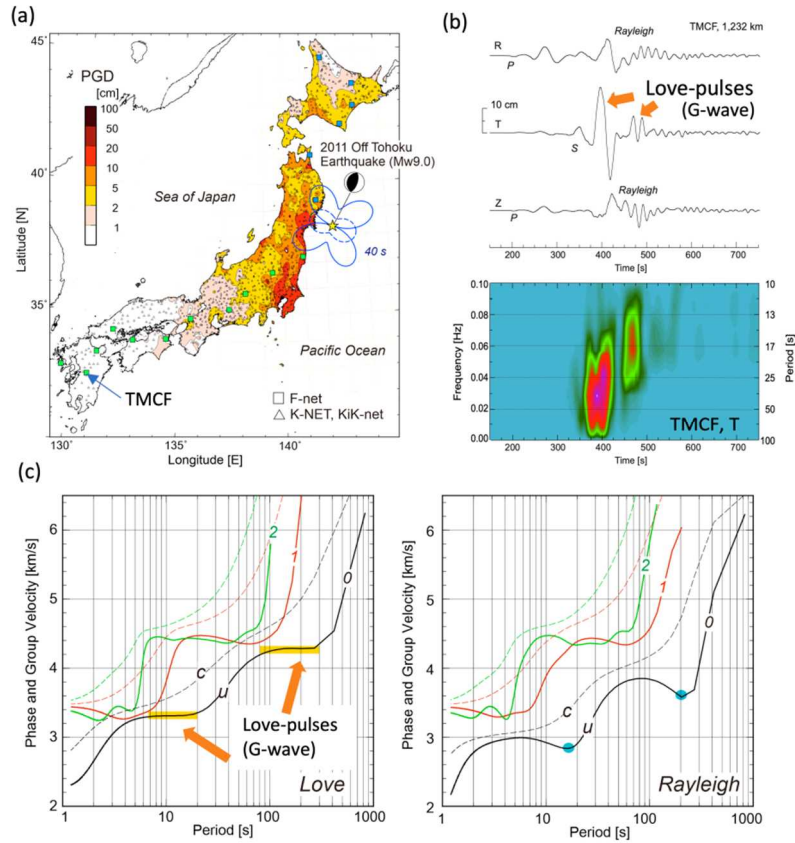 (a)
45°
40°
35°
PGD
[cm]
100
50
20
10
5
2
1
2011 Off Tohoku
Earthquake (Mw9.0)
Sea of Japan
40 s
Pacific Ocean
TMCF
F-net
K-NET, KiK-net
Latitude [N]
130°
135°
140°
Longitude [E]
(b)
TMCF, 1,232 km
R
P
Rayleigh
Love-pulses
(G-wave)
10 cm
T
S
Z
P
Rayleigh
200
300
400
500
600
700
Time [s]
0.10
0.08
0.06
0.04
0.02
0.00
Frequency [Hz]
10
13
17
25
50
100
Period [s]
TMCF, T
200
300
400
500
600
700
Time [s]
(c)
Phase and Group Velocity [km/s]
6
5
4
3
2
2
1
0
c
u
Love-pulses
(G-wave)
Love
1
10
100
1000
Period [s]
Phase and Group Velocity [km/s]
6
5
4
3
2
2
1
0
c
u
Rayleigh
1
10
100
1000
Period [s]